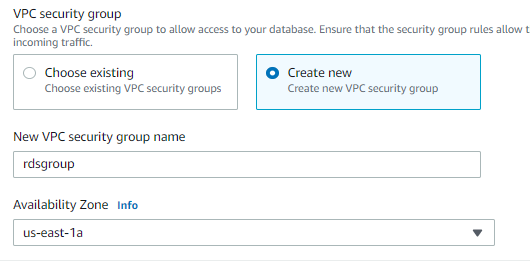 VPC security group
Choose a VPC security group to allow access to your database. Ensure that the security group rules allow t
incoming traffic.
Choose existing
Choose existing VPC security groups
Create new
Create new VPC security group
New VPC security group name
rdsgroup
Availability Zone Info
us-east-1a